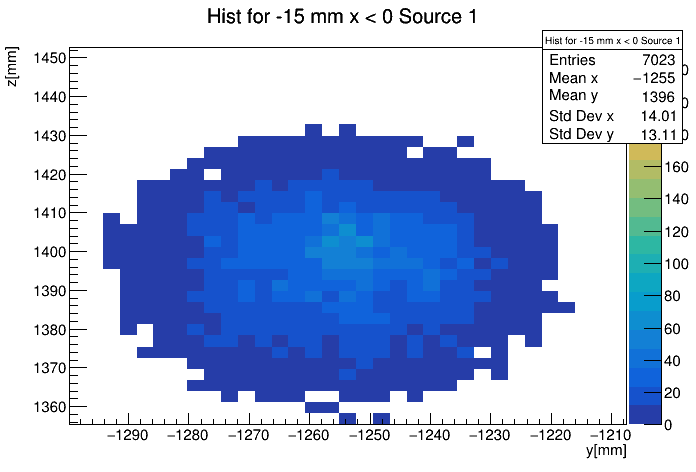 Hist for -15 mm x < 0 Source 1
Hist for -15 mm x < 0 Source 1
Entries 7023
Mean x −1255
Mean y 1396
Std Dev x 14.01
Std Dev y 13.11
z[mm]
1450
1440
1430
1420
1410
1400
1390
1380
1370
1360
−1290 −1280 −1270 −1260 −1250 −1240 −1230 −1220 −1210
y[mm]
160
140
120
100
80
60
40
20
0